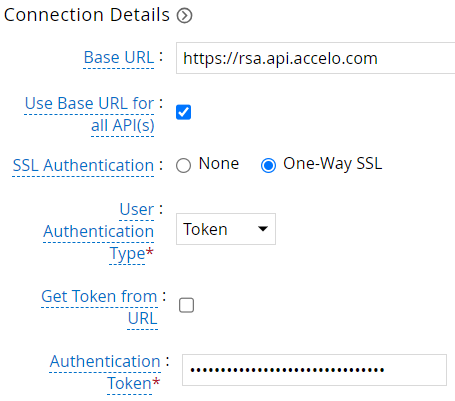 Connection Details
Base URL : https://rsa.api.accelo.com
Use Base URL for :
all API(s)
SSL Authentication : None One-Way SSL
User :
Authentication Token
Type*
Get Token from :
URL
Authentication : ••••••••••••••••••••••••••••••••
Token*